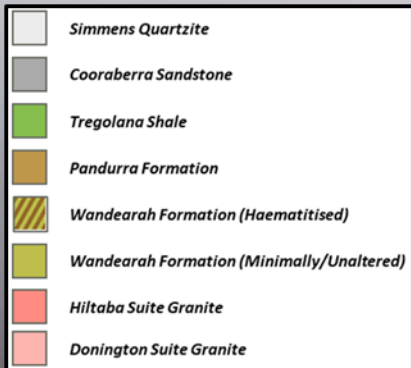 Simmens Quartzite
Cooraberra Sandstone
Tregolana Shale
Pandurra Formation
Wandearah Formation (Haematitised)
Wandearah Formation (Minimally/Unaltered)
Hiltaba Suite Granite
Donington Suite Granite